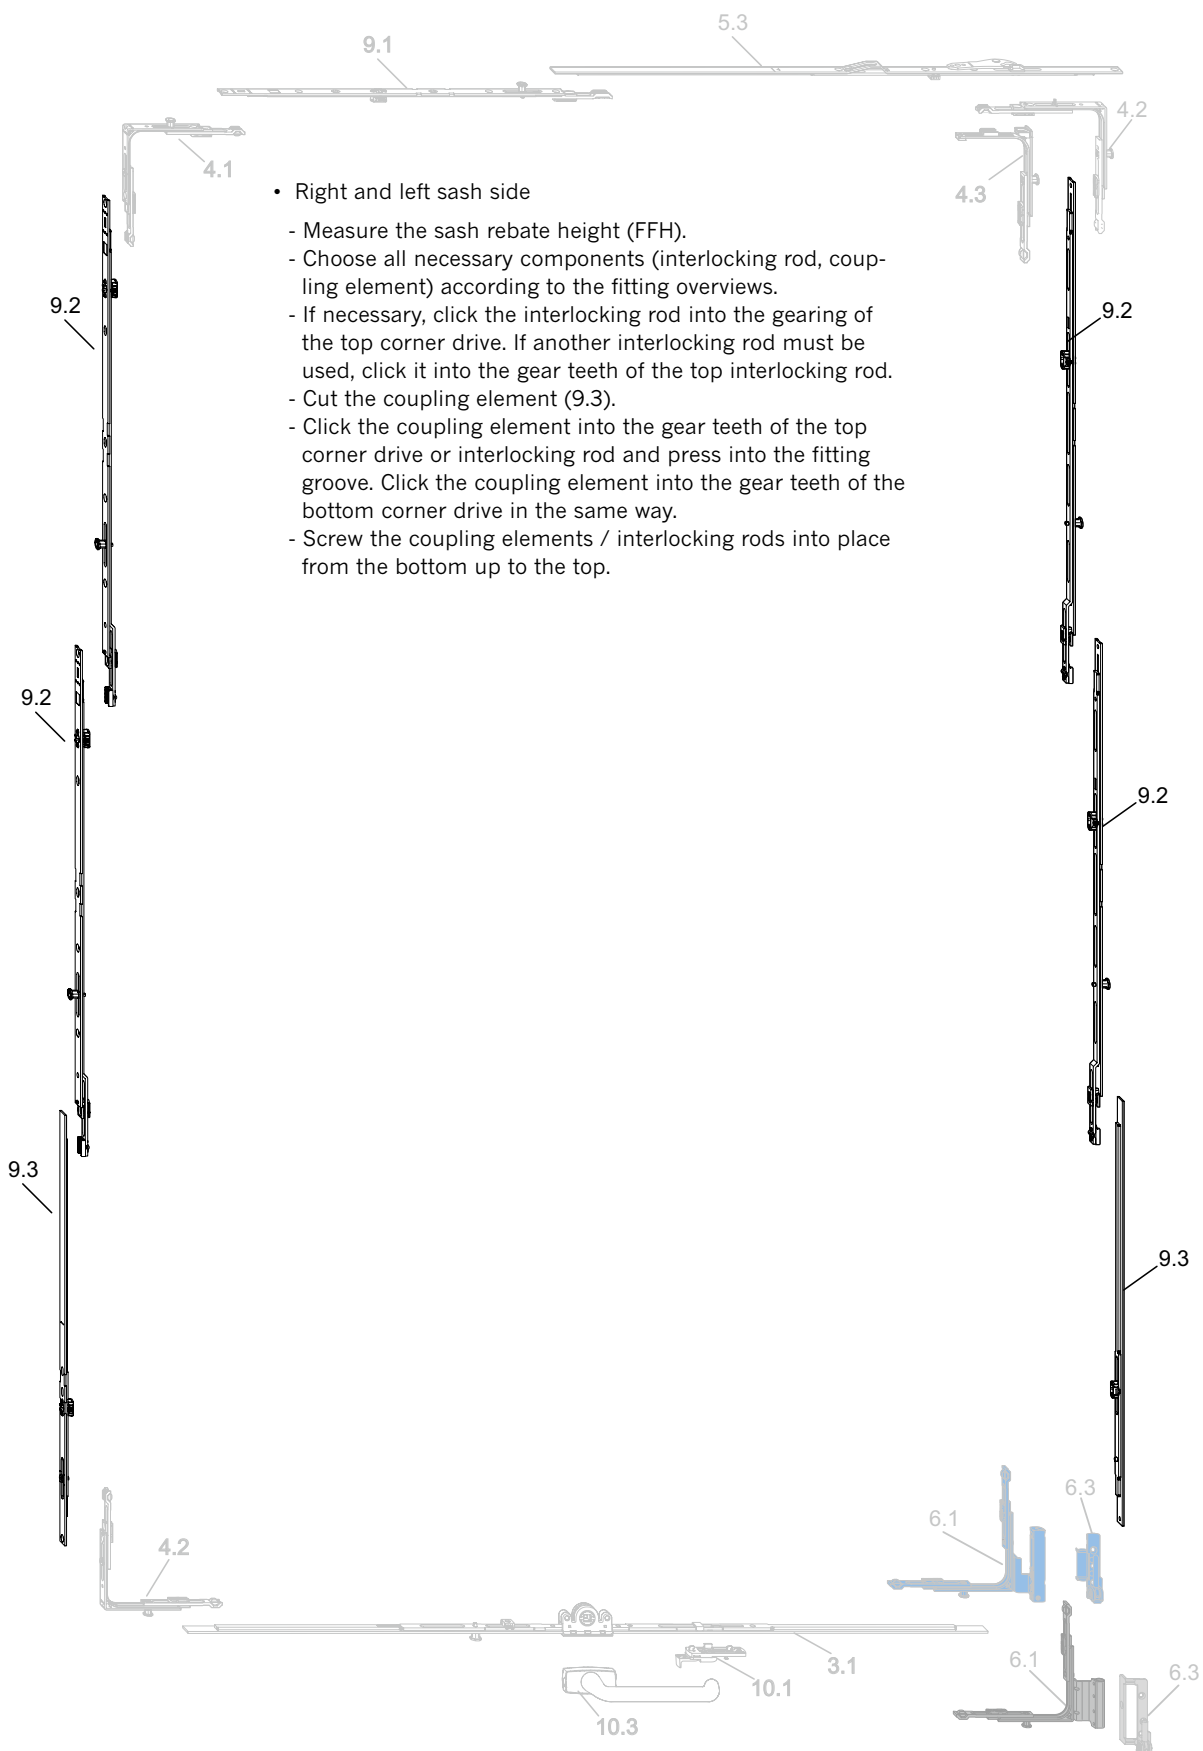 5.3
9.1
4.2
4.1
4.3
• Right and left sash side
- Measure the sash rebate height (FFH).
- Choose all necessary components (interlocking rod, coup-
ling element) according to the fitting overviews.
- If necessary, click the interlocking rod into the gearing of
the top corner drive. If another interlocking rod must be
used, click it into the gear teeth of the top interlocking rod.
- Cut the coupling element (9.3).
- Click the coupling element into the gear teeth of the top
corner drive or interlocking rod and press into the fitting
groove. Click the coupling element into the gear teeth of the
bottom corner drive in the same way.
- Screw the coupling elements / interlocking rods into place
from the bottom up to the top.
9.2
9.2
9.2
9.2
9.3
9.3
6.3
6.1
4.2
3.1
6.1
6.3
10.1
10.3